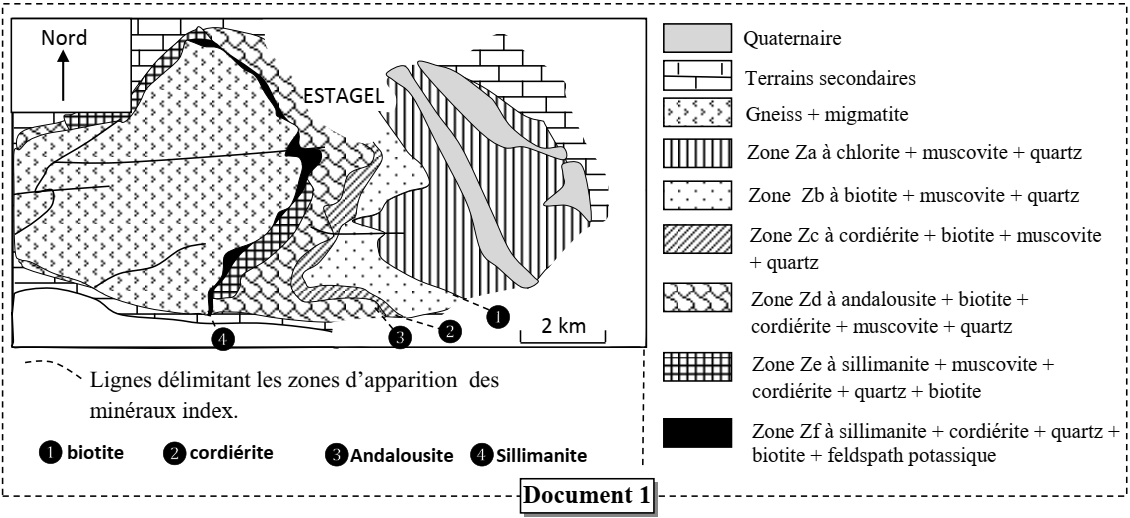 Nord
ESTAGEL
1
2
3
4
2 km
Lignes délimitant les zones d’apparition des
minéraux index.
1 biotite
2 cordiérite
3 Andalousite
4 Sillimanite
Quaternaire
Terrains secondaires
Gneiss + migmatite
Zone Za à chlorite + muscovite + quartz
Zone Zb à biotite + muscovite + quartz
Zone Zc à cordiérite + biotite + muscovite
+ quartz
Zone Zd à andalousite + biotite +
cordiérite + muscovite + quartz
Zone Ze à sillimanite + muscovite +
cordiérite + quartz + biotite
Zone Zf à sillimanite + cordiérite + quartz +
biotite + feldspath potassique
Document 1